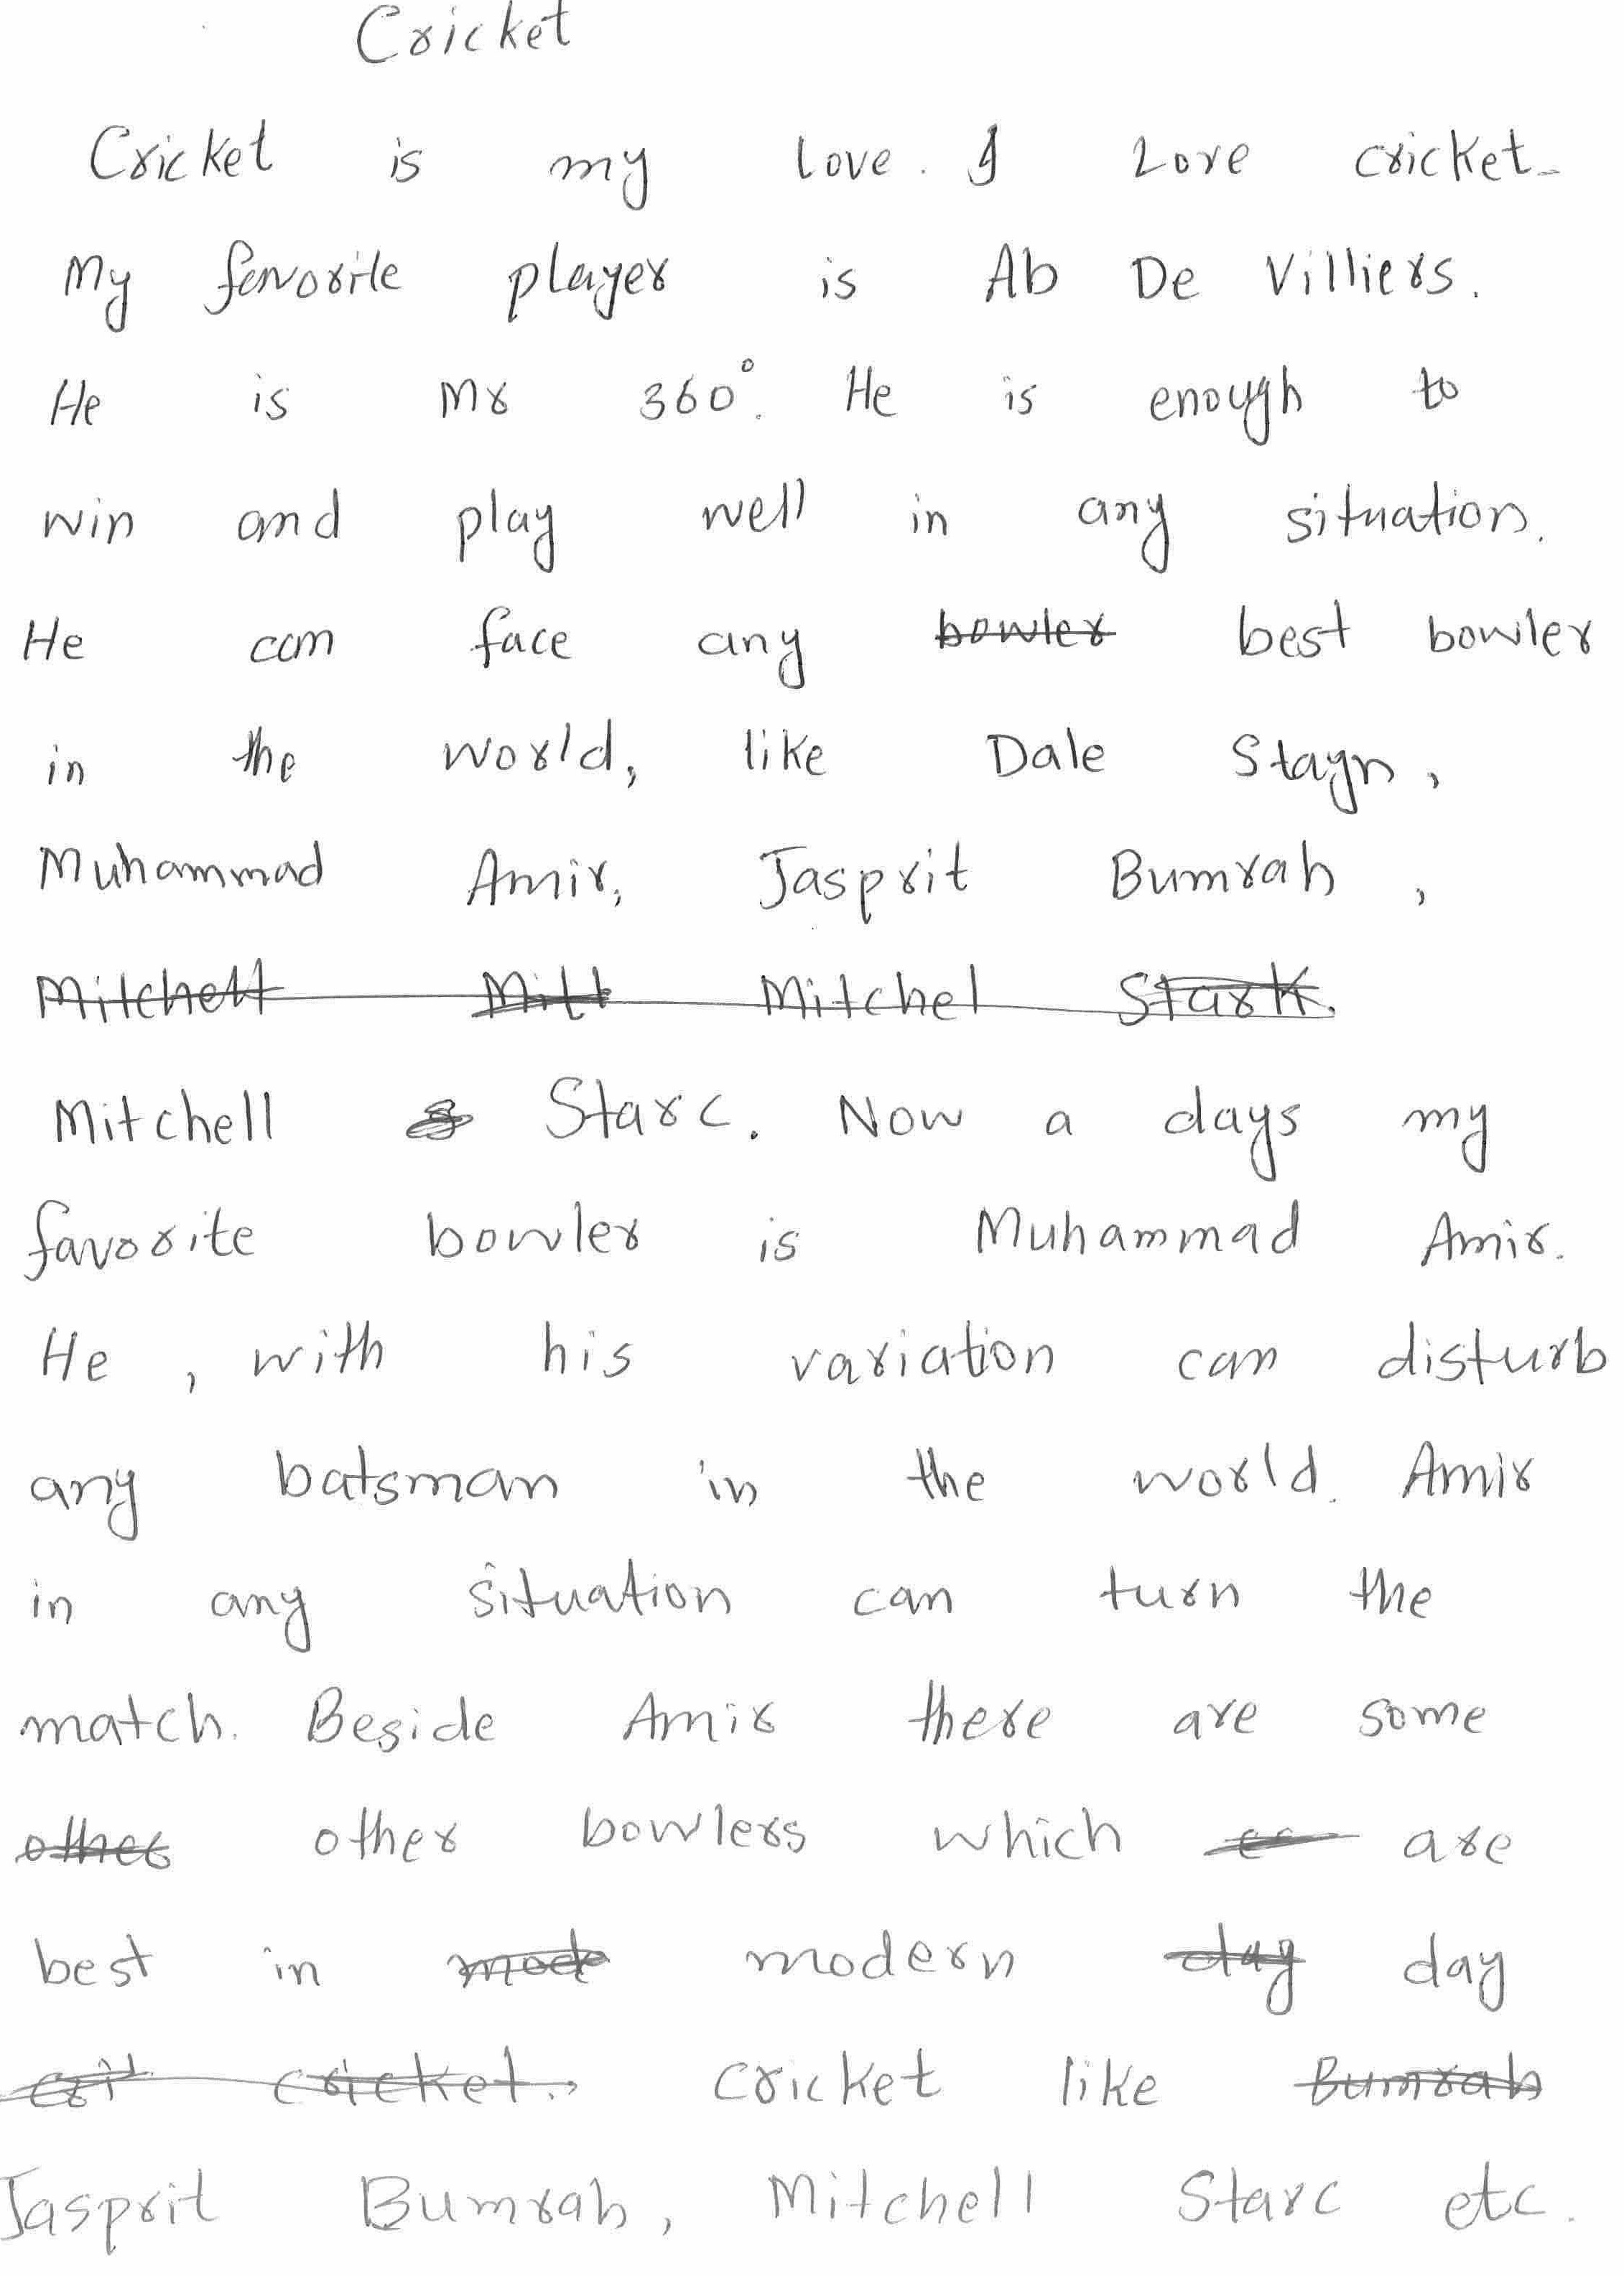 Cricket
Cricket is my love. I Love cricket.
My favorite player is Ab De Villiers.
He is Mr 360°. He is enough to
win and play well in any situation.
He can face any bowler best bowler
in the world, like Dale Stayn,
Muhammad Amir, Jasprit Bumrah,
Mitchell Mitt Mitchel Stark.
Mitchell Starc. Now a days my
favorite bowler is Muhammad Amir.
He, with his variation can disturb
any batsman in the world. Amir
in any situation can turn the
match. Beside Amir there are some
other other bowlers which are
best in mode modern day day
cri cricket. cricket like Bumrah
Jasprit Bumrah, Mitchell Starc etc.